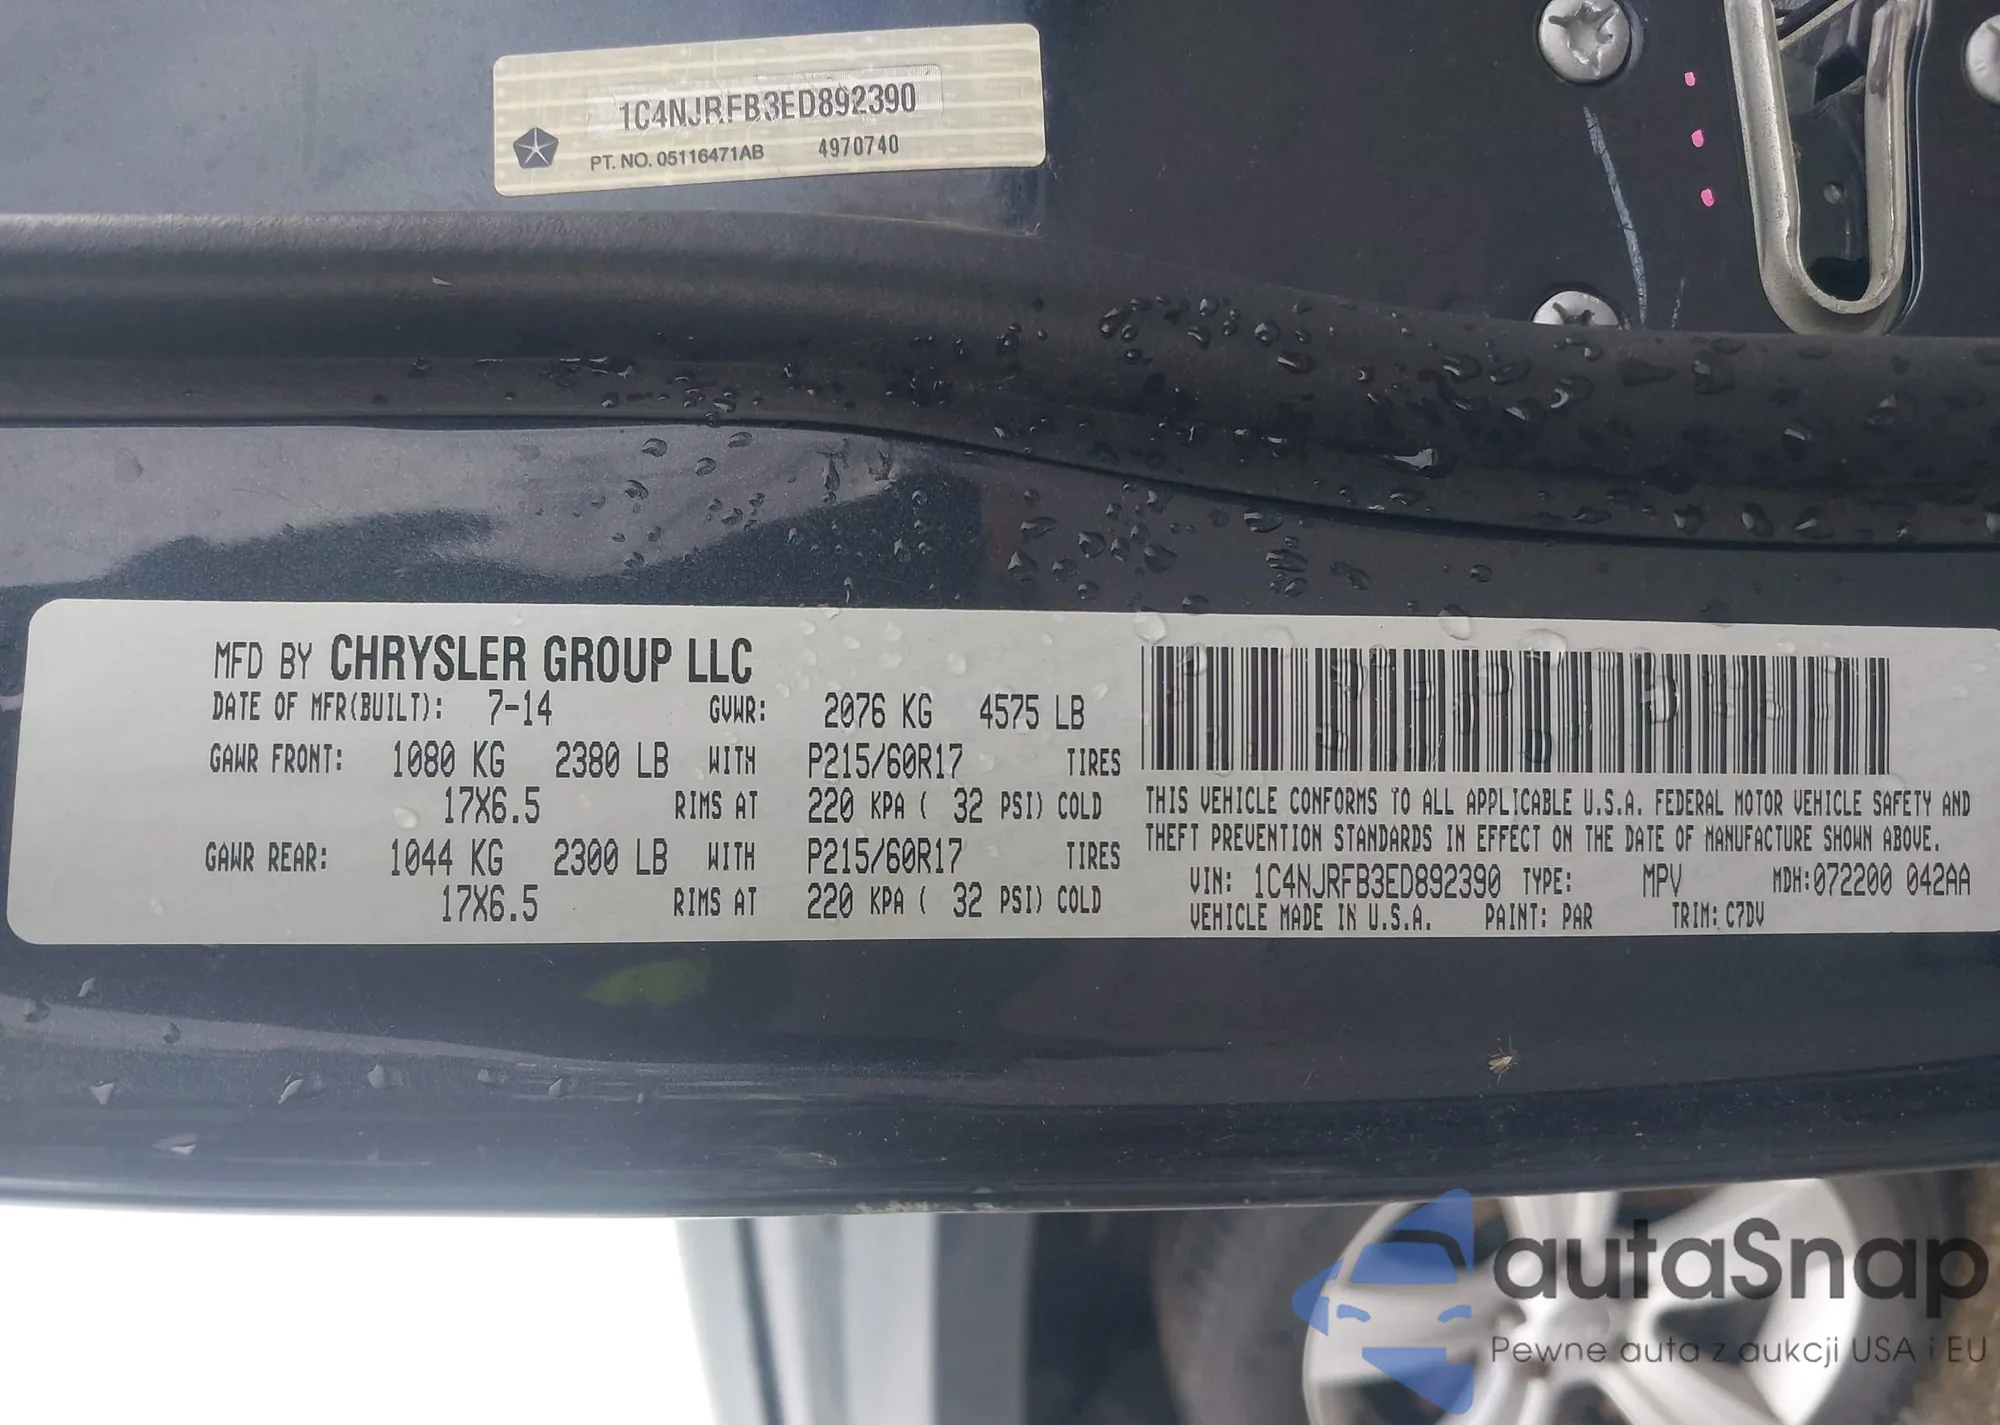 1C4NJRFB3ED892390
PT. NO. 05116471AB 4970740
MFD BY CHRYSLER GROUP LLC
DATE OF MFR(BUILT): 7-14 GVWR: 2076 KG 4575 LB
GAWR FRONT: 1080 KG 2380 LB WITH P215/60R17 TIRES
17X6.5 RIMS AT 220 KPA ( 32 PSI) COLD
GAWR REAR: 1044 KG 2300 LB WITH P215/60R17 TIRES
17X6.5 RIMS AT 220 KPA ( 32 PSI) COLD
THIS VEHICLE CONFORMS TO ALL APPLICABLE U.S.A. FEDERAL MOTOR VEHICLE SAFETY AND
THEFT PREVENTION STANDARDS IN EFFECT ON THE DATE OF MANUFACTURE SHOWN ABOVE.
VIN: 1C4NJRFB3ED892390 TYPE: MPV MDH:072200 042AA
VEHICLE MADE IN U.S.A. PAINT: PAR TRIM: C7DV
autaSnap
Pewne auta z aukcji USA i EU